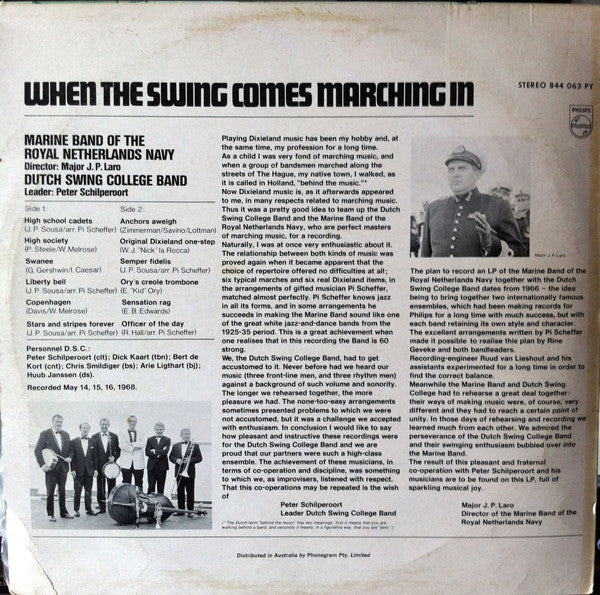 WHEN THE SWING COMES MARCHING IN
STEREO 844 063 PY
PHILIPS
MARINE BAND OF THE
ROYAL NETHERLANDS NAVY
Director: Major J. P. Laro
DUTCH SWING COLLEGE BAND
Leader: Peter Schilperoort
Side 1:
High school cadets
(J. P. Sousa/arr. Pi Scheffer)
High society
(P. Steele/W. Melrose)
Swanee
(G. Gershwin/I. Caesar)
Liberty bell
(J. P. Sousa/arr. Pi Scheffer)
Copenhagen
(Davis/W. Melrose)
Stars and stripes forever
(J. P. Sousa/arr. Pi Scheffer)
Side 2:
Anchors aweigh
(Zimmerman/Savino/Lottman)
Original Dixieland one-step
(W. J. "Nick" la Rocca)
Semper fidelis
(J. P. Sousa/arr. Pi Scheffer)
Ory's creole trombone
(E. "Kid" Ory)
Sensation rag
(E. B. Edwards)
Officer of the day
(R. Hall/arr. Pi Scheffer)
Personnel D.S.C.:
Peter Schilperoort (clt); Dick Kaart (tbn); Bert de
Kort (cnt); Chris Smildiger (bs); Arie Ligthart (bj);
Huub Janssen (ds).
Recorded May 14, 15, 16, 1968.
Playing Dixieland music has been my hobby and, at
the same time, my profession for a long time.
As a child I was very fond of marching music, and
when a group of bandsmen marched along the
streets of The Hague, my native town, I walked, as
it is called in Holland, "behind the music."*
Now Dixieland music is, as it afterwards appeared
to me, in many respects related to marching music.
Thus it was a pretty good idea to team up the Dutch
Swing College Band and the Marine Band of the
Royal Netherlands Navy, who are perfect masters
of marching music, for a recording.
Naturally, I was at once very enthusiastic about it.
The relationship between both kinds of music was
proved again when it became apparent that the
choice of repertoire offered no difficulties at all;
six typical marches and six real Dixieland items, in
the arrangements of gifted musician Pi Scheffer,
matched almost perfectly. Pi Scheffer knows jazz
in all its forms, and in some arrangements he
succeeds in making the Marine Band sound like one
of the great white jazz-and-dance bands from the
1925-35 period. This is a great achievement when
one realises that in this recording the Band is 60
strong.
We, the Dutch Swing College Band, had to get
accustomed to it. Never before had we heard our
music (three front-line men, and three rhythm men)
against a background of such volume and sonority.
The longer we rehearsed together, the more
pleasure we had. The none-too-easy arrangements
sometimes presented problems to which we were
not accustomed, but it was a challenge we accepted
with enthusiasm. In conclusion I would like to say
how pleasant and instructive these recordings were
for the Dutch Swing College Band and we are
proud that our partners were such a high-class
ensemble. The achievement of these musicians, in
terms of co-operation and discipline, was something
to which we, as improvisers, listened with respect.
That this co-operations may be repeated is the wish
of
Peter Schilperoort
Leader Dutch Swing College Band
(* The Dutch term "behind the music" has two meanings: first it means that you are
walking behind a band, and secondly it means, in a figurative way, that you are "sent".)
Major J. P. Laro
The plan to record an LP of the Marine Band of the
Royal Netherlands Navy together with the Dutch
Swing College Band dates from 1966 – the idea
being to bring together two internationally famous
ensembles, which had been making records for
Philips for a long time with much success, but with
each band retaining its own style and character.
The excellent arrangements written by Pi Scheffer
made it possible to realise this plan by Rine
Geveke and both bandleaders.
Recording-engineer Ruud van Lieshout and his
assistants experimented for a long time in order to
find the correct balance.
Meanwhile the Marine Band and Dutch Swing
College had to rehearse a great deal together:
their ways of making music were, of course, very
different and they had to reach a certain point of
unity. In those days of rehearsing and recording we
learned much from each other. We admired the
perseverance of the Dutch Swing College Band
and their swinging enthusiasm bubbled over into
the Marine Band.
The result of this pleasant and fraternal
co-operation with Peter Schilperoort and his
musicians are to be found on this LP, full of
sparkling musical joy.
Major J. P. Laro
Director of the Marine Band of the
Royal Netherlands Navy
Distributed in Australia by Phonogram Pty. Limited